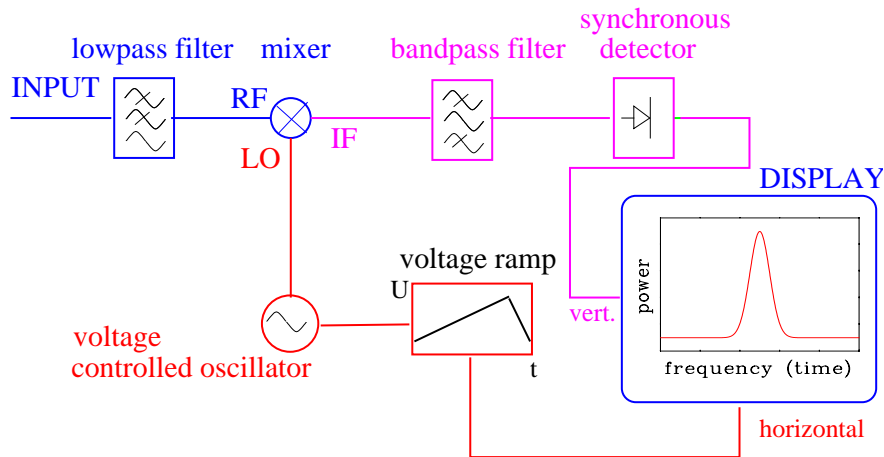 synchronous
detector
lowpass filter
mixer
bandpass filter
INPUT
RF
LO
IF
DISPLAY
voltage ramp
U
t
voltage
controlled oscillator
vert.
power
frequency (time)
horizontal